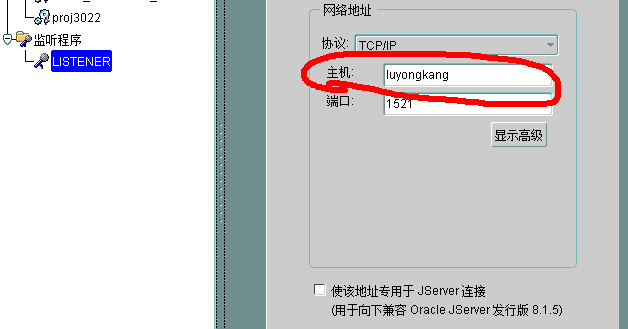 proj3022
监听程序
LISTENER
网络地址
协议: TCP/IP
主机: luyongkang
端口: 1521
显示高级
使该地址专用于 JServer 连接
(用于向下兼容 Oracle JServer 发行版 8.1.5)